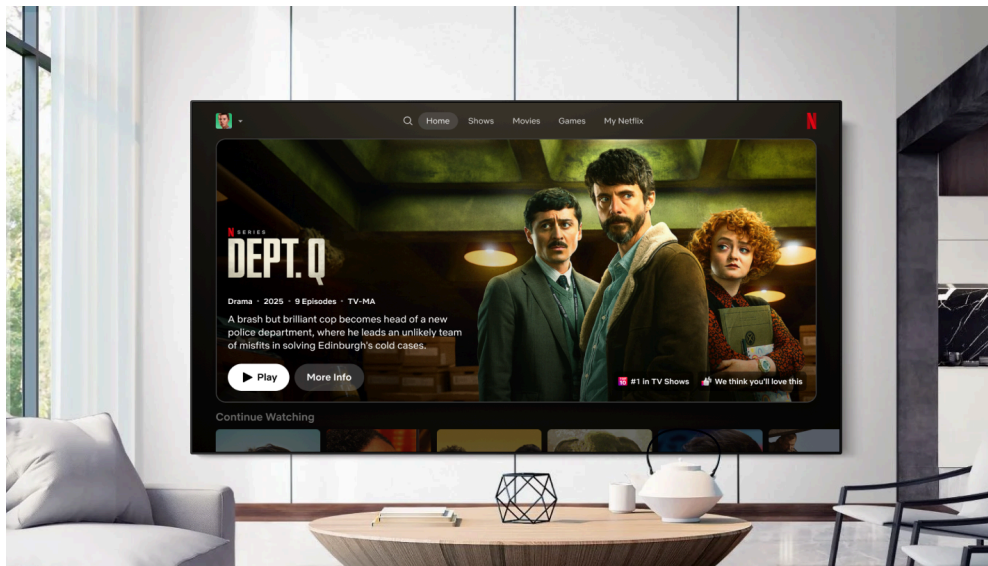 Home Shows Movies Games My Netflix
N
N SERIES
DEPT. Q
Drama · 2025 · 9 Episodes · TV-MA
A brash but brilliant cop becomes head of a new
police department, where he leads an unlikely team
of misfits in solving Edinburgh's cold cases.
Play More Info
TOP 10 #1 in TV Shows We think you'll love this
Continue Watching